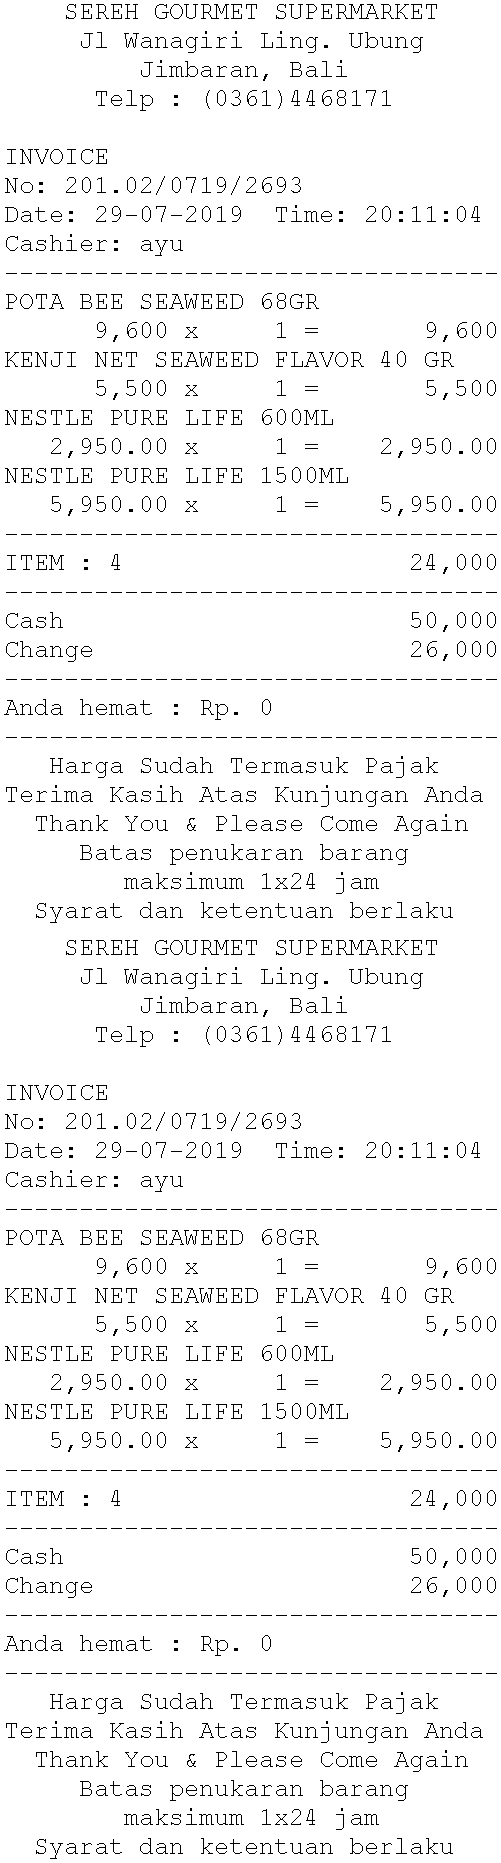 SEREH GOURMET SUPERMARKET
Jl Wanagiri Ling. Ubung
Jimbaran, Bali
Telp : (0361)4468171
INVOICE
No: 201.02/0719/2693
Date: 29-07-2019  Time: 20:11:04
Cashier: ayu
---------------------------------
POTA BEE SEAWEED 68GR
9,600 x     1 =       9,600
KENJI NET SEAWEED FLAVOR 40 GR
5,500 x     1 =       5,500
NESTLE PURE LIFE 600ML
2,950.00 x     1 =    2,950.00
NESTLE PURE LIFE 1500ML
5,950.00 x     1 =    5,950.00
---------------------------------
ITEM : 4                   24,000
---------------------------------
Cash                       50,000
Change                     26,000
---------------------------------
Anda hemat : Rp. 0
---------------------------------
Harga Sudah Termasuk Pajak
Terima Kasih Atas Kunjungan Anda
Thank You & Please Come Again
Batas penukaran barang
maksimum 1x24 jam
Syarat dan ketentuan berlaku
SEREH GOURMET SUPERMARKET
Jl Wanagiri Ling. Ubung
Jimbaran, Bali
Telp : (0361)4468171
INVOICE
No: 201.02/0719/2693
Date: 29-07-2019  Time: 20:11:04
Cashier: ayu
---------------------------------
POTA BEE SEAWEED 68GR
9,600 x     1 =       9,600
KENJI NET SEAWEED FLAVOR 40 GR
5,500 x     1 =       5,500
NESTLE PURE LIFE 600ML
2,950.00 x     1 =    2,950.00
NESTLE PURE LIFE 1500ML
5,950.00 x     1 =    5,950.00
---------------------------------
ITEM : 4                   24,000
---------------------------------
Cash                       50,000
Change                     26,000
---------------------------------
Anda hemat : Rp. 0
---------------------------------
Harga Sudah Termasuk Pajak
Terima Kasih Atas Kunjungan Anda
Thank You & Please Come Again
Batas penukaran barang
maksimum 1x24 jam
Syarat dan ketentuan berlaku